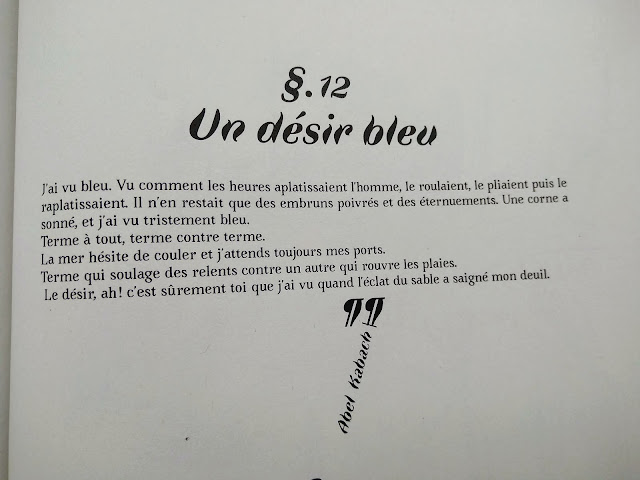 §.12
Un désir bleu
J'ai vu bleu. Vu comment les heures aplatissaient l'homme, le roulaient, le pliaient puis le
raplatissaient. Il n'en restait que des embruns poivrés et des éternuements. Une corne a
sonné, et j'ai vu tristement bleu.
Terme à tout, terme contre terme.
La mer hésite de couler et j'attends toujours mes ports.
Terme qui soulage des relents contre un autre qui rouvre les plaies.
Le désir, ah! c'est sûrement toi que j'ai vu quand l'éclat du sable a saigné mon deuil.
¶¶
Abel Kabach